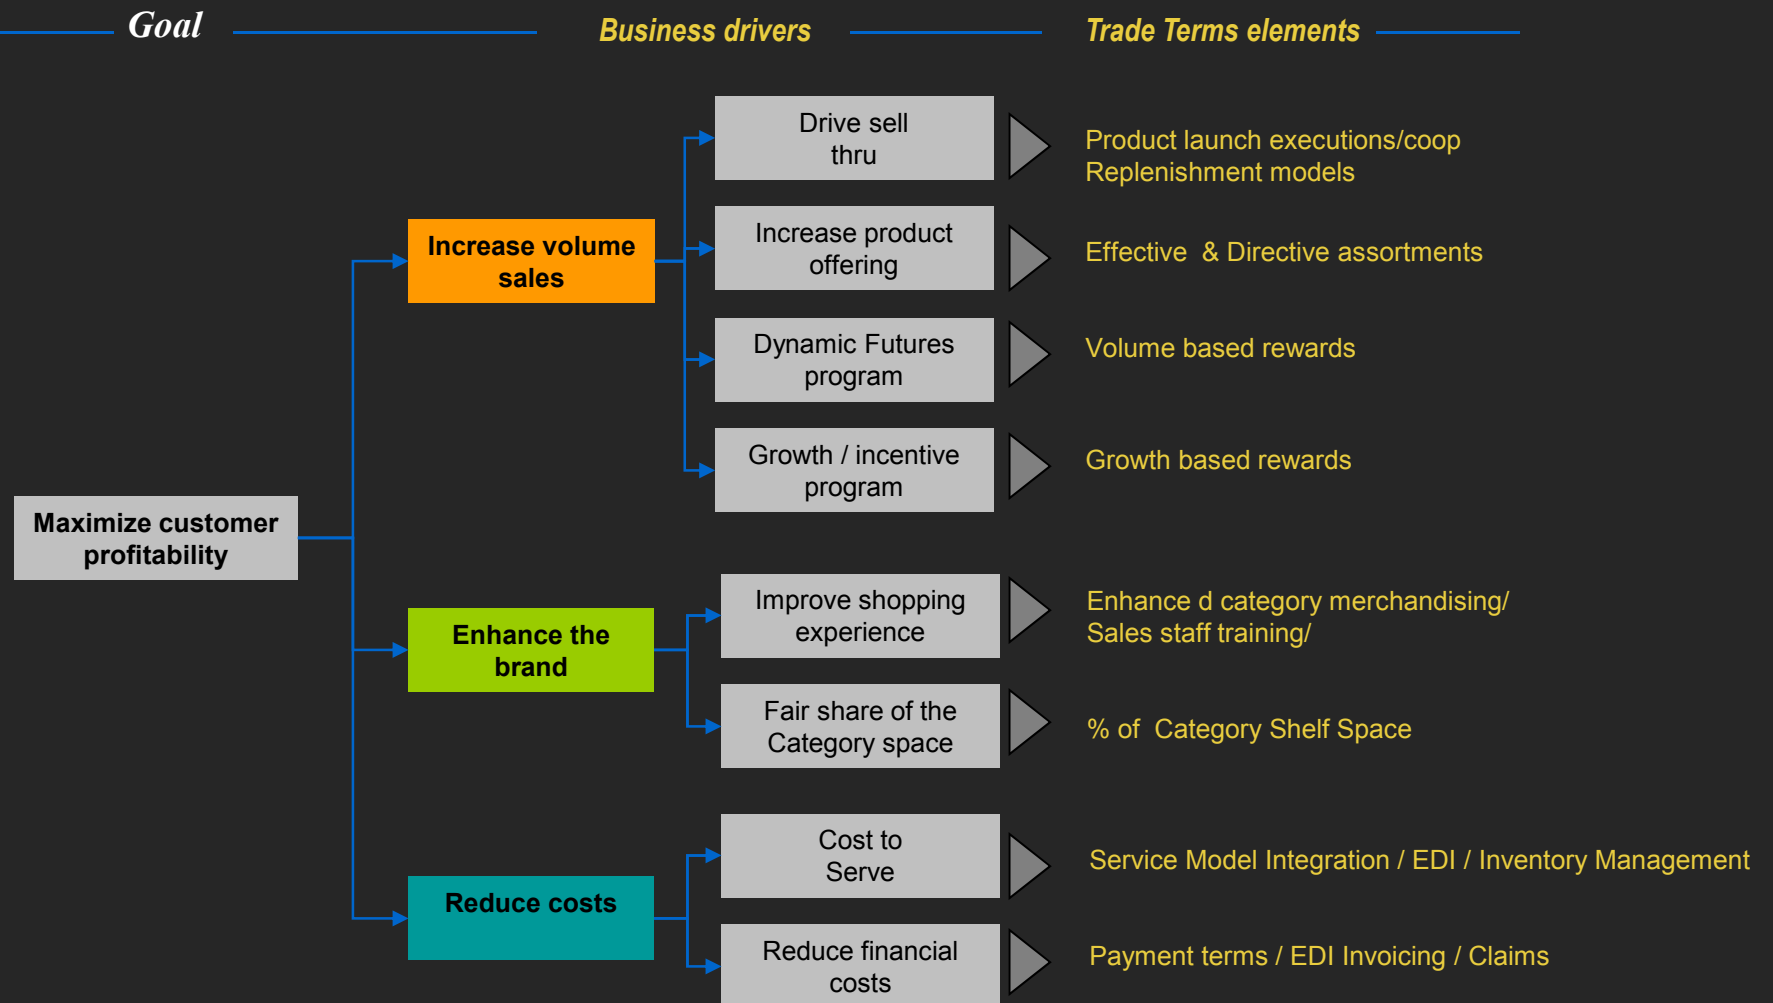 Goal
Business drivers
Trade Terms elements
Drive sell
thru
Product launch executions/coop
Replenishment models
Increase volume
sales
Increase product
offering
Effective & Directive assortments
Dynamic Futures
program
Volume based rewards
Growth / incentive
program
Growth based rewards
Maximize customer
profitability
Enhance the
brand
Improve shopping
experience
Enhance d category merchandising/
Sales staff training/
Fair share of the
Category space
% of Category Shelf Space
Reduce costs
Cost to
Serve
Service Model Integration / EDI / Inventory Management
Reduce financial
costs
Payment terms / EDI Invoicing / Claims